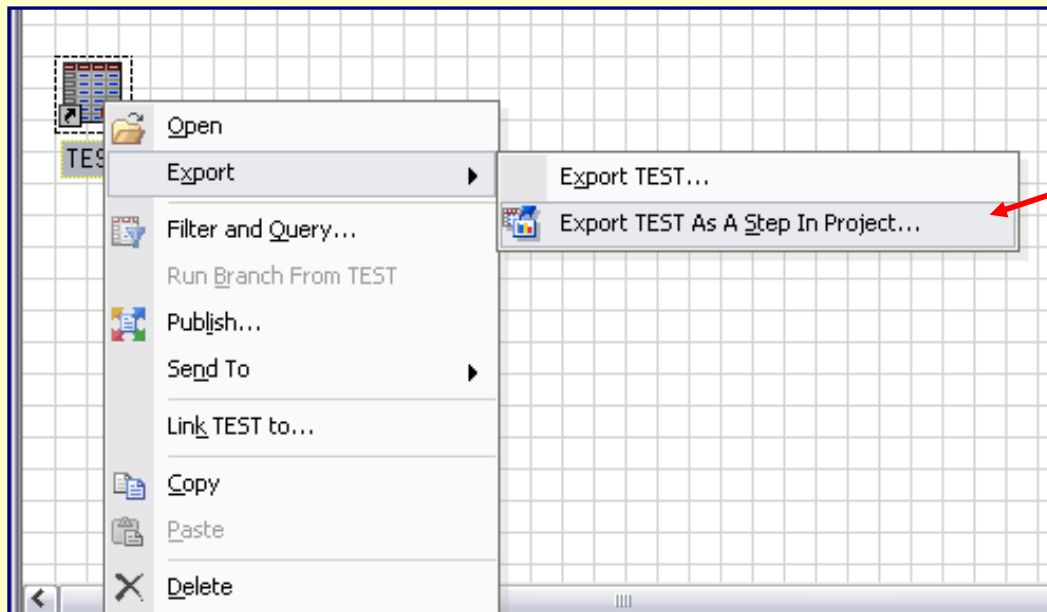 TES
Open
Export
Export TEST...
Export TEST As A Step In Project...
Filter and Query...
Run Branch From TEST
Publish...
Send To
Link TEST to...
Copy
Paste
Delete